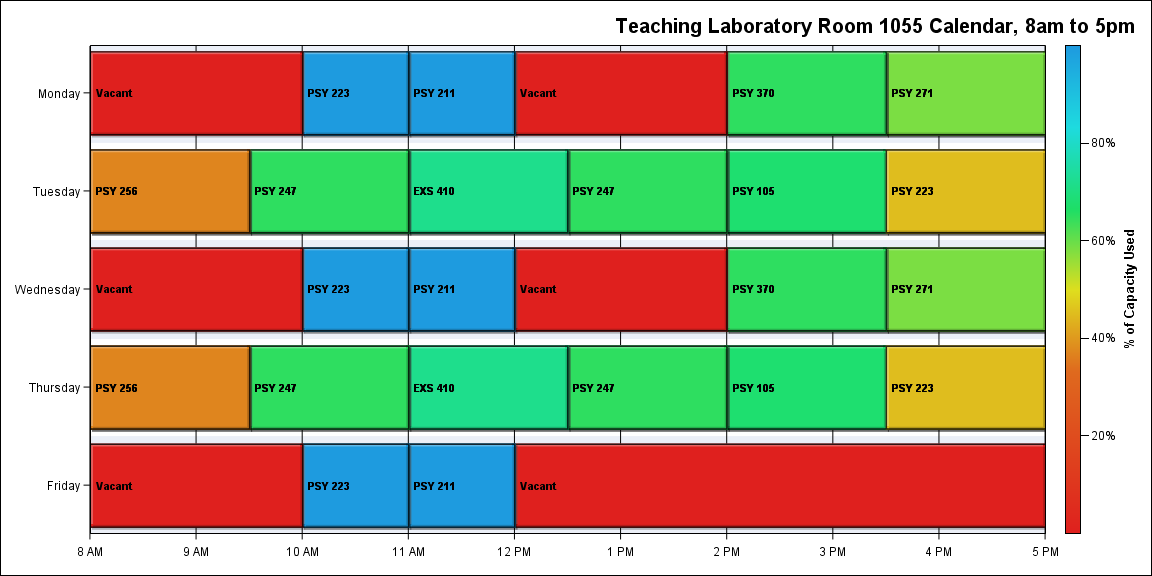 Teaching Laboratory Room 1055 Calendar, 8am to 5pm
Monday
Vacant
PSY 223
PSY 211
Vacant
PSY 370
PSY 271
Tuesday
PSY 256
PSY 247
EXS 410
PSY 247
PSY 105
PSY 223
Wednesday
Vacant
PSY 223
PSY 211
Vacant
PSY 370
PSY 271
Thursday
PSY 256
PSY 247
EXS 410
PSY 247
PSY 105
PSY 223
Friday
Vacant
PSY 223
PSY 211
Vacant
8 AM
9 AM
10 AM
11 AM
12 PM
1 PM
2 PM
3 PM
4 PM
5 PM
80%
60%
40%
20%
% of Capacity Used